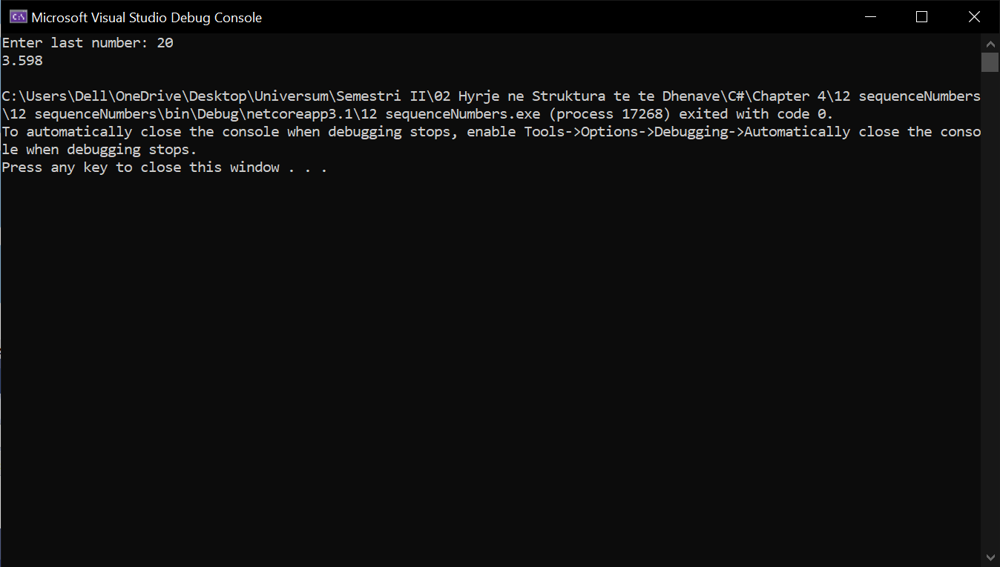 Microsoft Visual Studio Debug Console
Enter last number: 20
3.598
C:\Users\Dell\OneDrive\Desktop\Universum\Semestri II\02 Hyrje ne Struktura te te Dhenave\C#\Chapter 4\12 sequenceNumbers
\12 sequenceNumbers\bin\Debug\netcoreapp3.1\12 sequenceNumbers.exe (process 17268) exited with code 0.
To automatically close the console when debugging stops, enable Tools->Options->Debugging->Automatically close the conso
le when debugging stops.
Press any key to close this window . . .